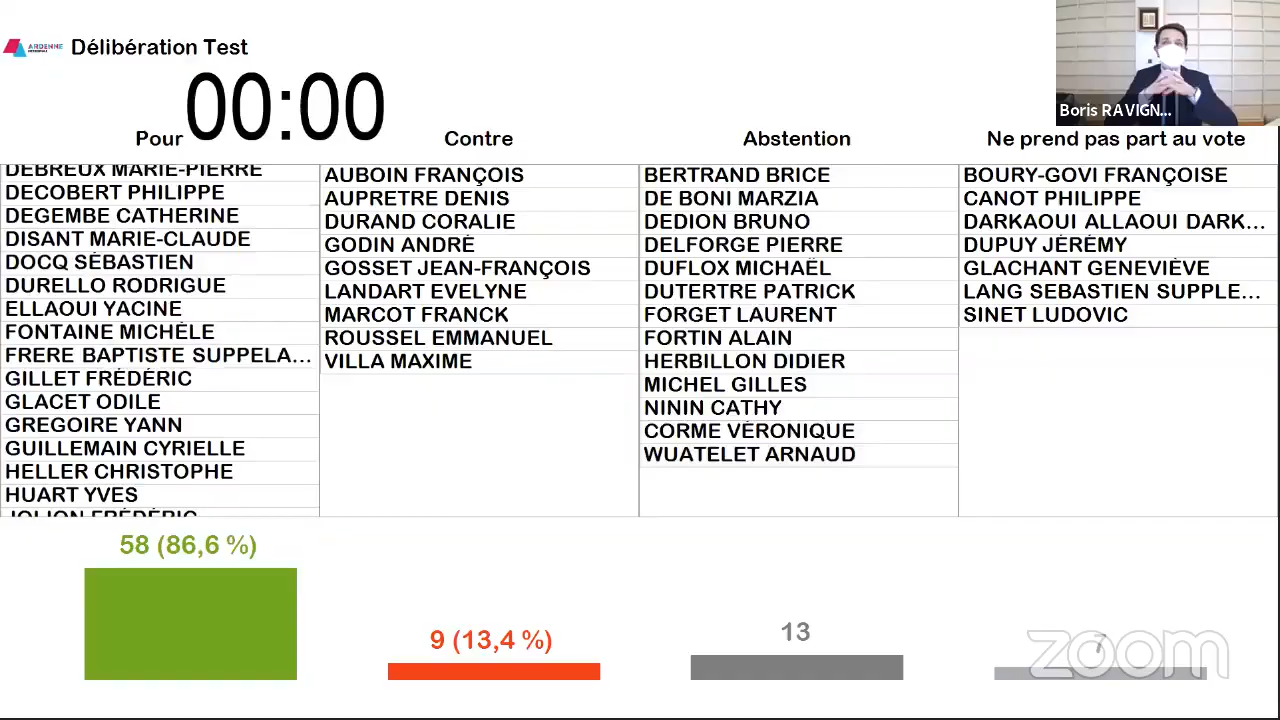 ARDENNE
Délibération Test
00:00
Boris RAVIGN...
Pour
Contre
Abstention
Ne prend pas part au vote
DEBREUX MARIE-PIERRE
DECOBERT PHILIPPE
DEGEMBE CATHERINE
DISANT MARIE-CLAUDE
DOCQ SÉBASTIEN
DURELLO RODRIGUE
ELLAOUI YACINE
FONTAINE MICHÈLE
FRERE BAPTISTE SUPPELA...
GILLET FRÉDÉRIC
GLACET ODILE
GREGOIRE YANN
GUILLEMAIN CYRIELLE
HELLER CHRISTOPHE
HUART YVES
JOLION FRÉDÉRIC
AUBOIN FRANÇOIS
AUPRETRE DENIS
DURAND CORALIE
GODIN ANDRÉ
GOSSET JEAN-FRANÇOIS
LANDART EVELYNE
MARCOT FRANCK
ROUSSEL EMMANUEL
VILLA MAXIME
BERTRAND BRICE
DE BONI MARZIA
DEDION BRUNO
DELFORGE PIERRE
DUFLOX MICHAËL
DUTERTRE PATRICK
FORGET LAURENT
FORTIN ALAIN
HERBILLON DIDIER
MICHEL GILLES
NININ CATHY
CORME VÉRONIQUE
WUATELET ARNAUD
BOURY-GOVI FRANÇOISE
CANOT PHILIPPE
DARKAOUI ALLAOUI DARK...
DUPUY JÉRÉMY
GLACHANT GENEVIÈVE
LANG SEBASTIEN SUPPLE...
SINET LUDOVIC
58 (86,6 %)
9 (13,4 %)
13
7
zoom